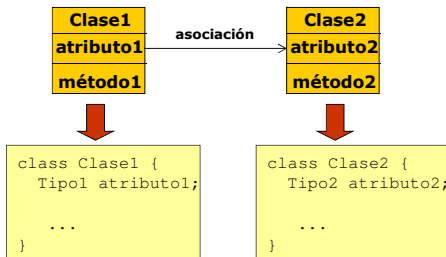 Clase1
atributo1
método1
asociación
Clase2
atributo2
método2
class Clase1 {
Tipo1 atributo1;
...
}
class Clase2 {
Tipo2 atributo2;
...
}